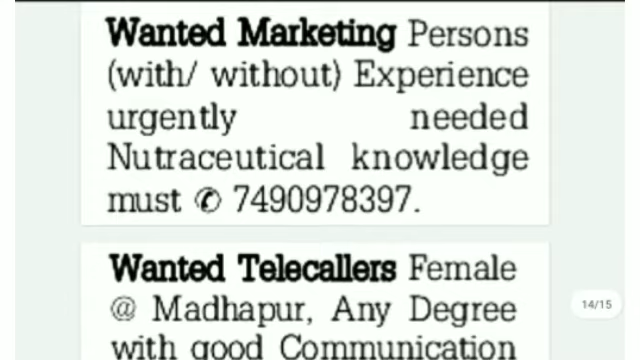 Wanted Marketing Persons
(with/ without) Experience
urgently needed
Nutraceutical knowledge
must ✆ 7490978397.
Wanted Telecallers Female
@ Madhapur, Any Degree
with good Communication
14/15